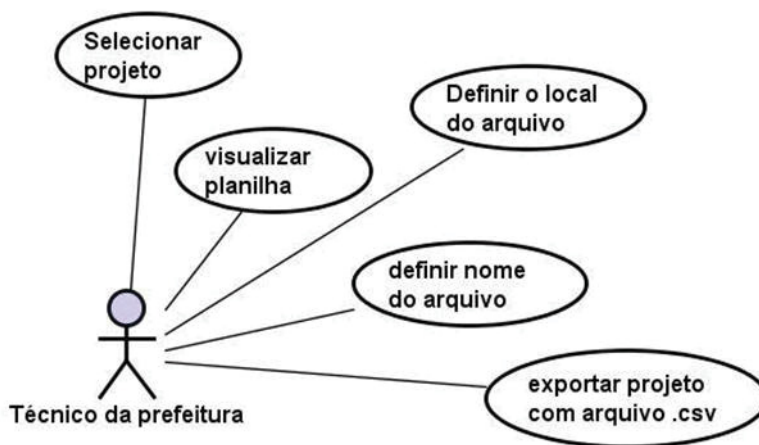 Selecionar
projeto
Definir o local
do arquivo
visualizar
planilha
definir nome
do arquivo
exportar projeto
com arquivo .csv
Técnico da prefeitura